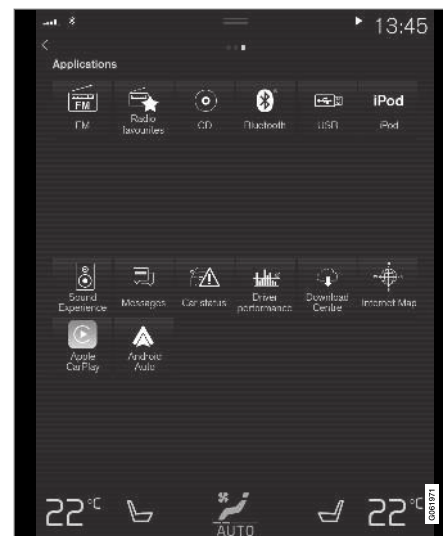 13:45
Applications
FM
FM
Radio favourites
CD
Bluetooth
USB
iPod
iPod
Sound Experience
Messages
Car status
Driver performance
Download Centre
Internet Map
Apple CarPlay
Android Auto
22°C
AUTO
22°C
G061971